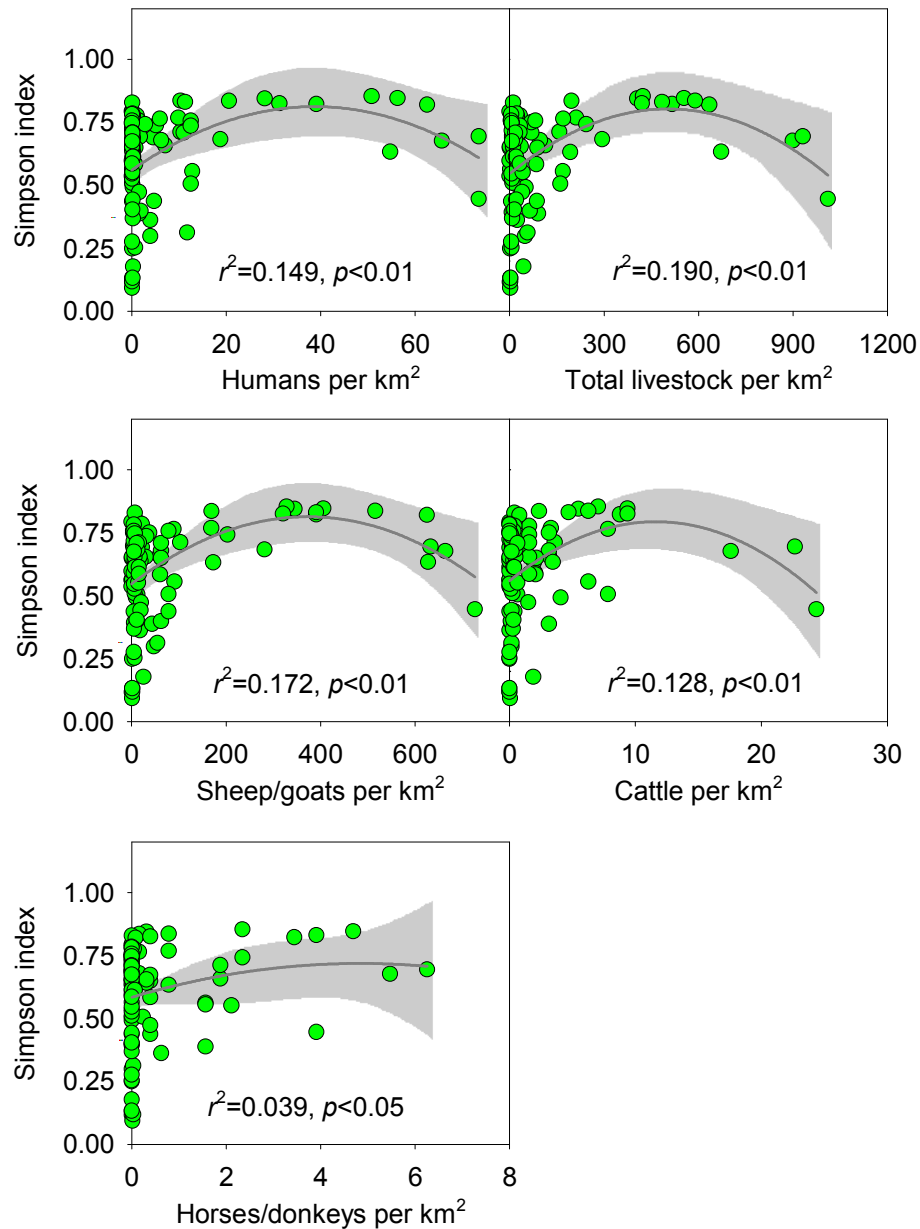 Simpson index
1.00
0.75
0.50
0.25
0.00
r²=0.149, p<0.01
r²=0.190, p<0.01
0 20 40 60 0 300 600 900 1200
Humans per km² Total livestock per km²
Simpson index
1.00
0.75
0.50
0.25
0.00
r²=0.172, p<0.01
r²=0.128, p<0.01
0 200 400 600 0 10 20 30
Sheep/goats per km² Cattle per km²
Simpson index
1.00
0.75
0.50
0.25
0.00
r²=0.039, p<0.05
0 2 4 6 8
Horses/donkeys per km²